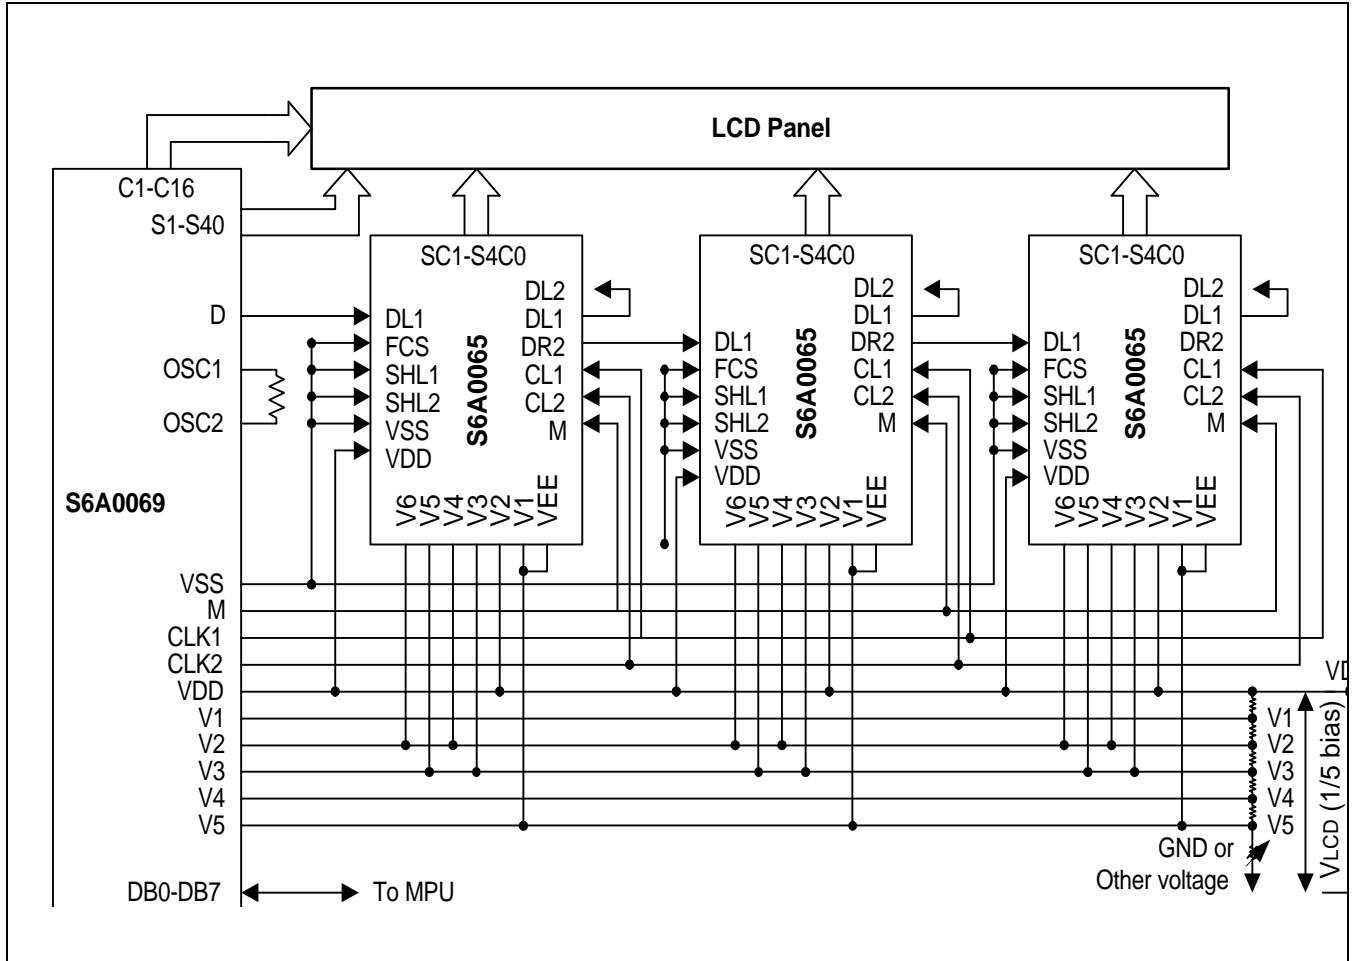 LCD Panel
C1-C16
S1-S40
D
OSC1
OSC2
S6A0069
VSS
M
CLK1
CLK2
VDD
V1
V2
V3
V4
V5
DB0-DB7
To MPU
SC1-S4C0
DL2
DL1
DR2
CL1
CL2
M
DL1
FCS
SHL1
SHL2
VSS
VDD
S6A0065
V6 V5 V4 V3 V2 V1 VEE
SC1-S4C0
DL2
DL1
DR2
CL1
CL2
M
DL1
FCS
SHL1
SHL2
VSS
VDD
S6A0065
V6 V5 V4 V3 V2 V1 VEE
SC1-S4C0
DL2
DL1
DR2
CL1
CL2
M
DL1
FCS
SHL1
SHL2
VSS
VDD
S6A0065
V6 V5 V4 V3 V2 V1 VEE
V1
V2
V3
V4
V5
GND or
Other voltage
VLCD (1/5 bias)